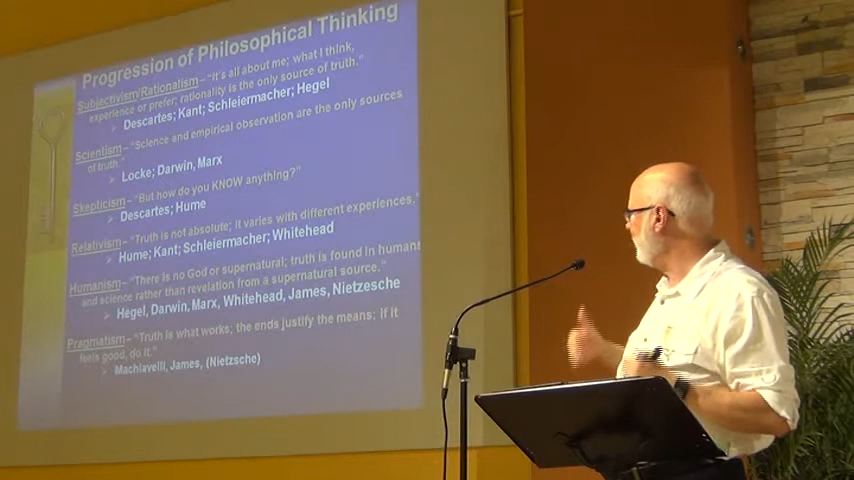 Progression of Philosophical Thinking
Subjectivism/Rationalism – "It's all about me; what I think,
experience or prefer; rationality is the only source of truth."
Descartes; Kant; Schleiermacher; Hegel
Scientism – "Science and empirical observation are the only sources
of truth."
Locke; Darwin, Marx
Skepticism – "But how do you KNOW anything?"
Descartes; Hume
Relativism – "Truth is not absolute; it varies with different experiences,"
Hume; Kant; Schleiermacher; Whitehead
Humanism – "There is no God or supernatural; truth is found in humans
and science rather than revelation from a supernatural source."
Hegel, Darwin, Marx, Whitehead, James, Nietzsche
Pragmatism – "Truth is what works; the ends justify the means; if it
feels good, do it."
Machiavelli, James, (Nietzsche)